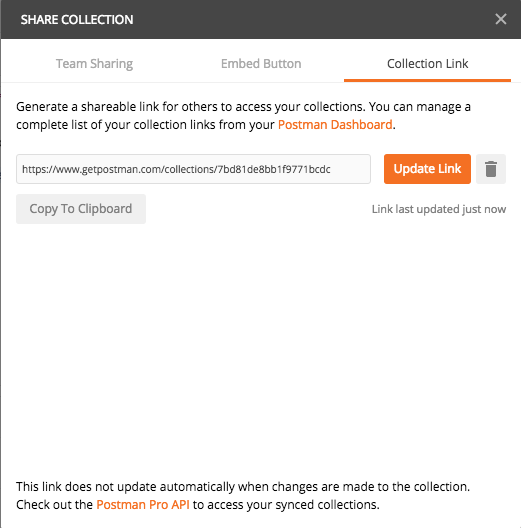 SHARE COLLECTION
Team Sharing
Embed Button
Collection Link
Generate a shareable link for others to access your collections. You can manage a
complete list of your collection links from your Postman Dashboard.
https://www.getpostman.com/collections/7bd81de8bb1f9771bcdc
Update Link
Copy To Clipboard
Link last updated just now
This link does not update automatically when changes are made to the collection.
Check out the Postman Pro API to access your synced collections.